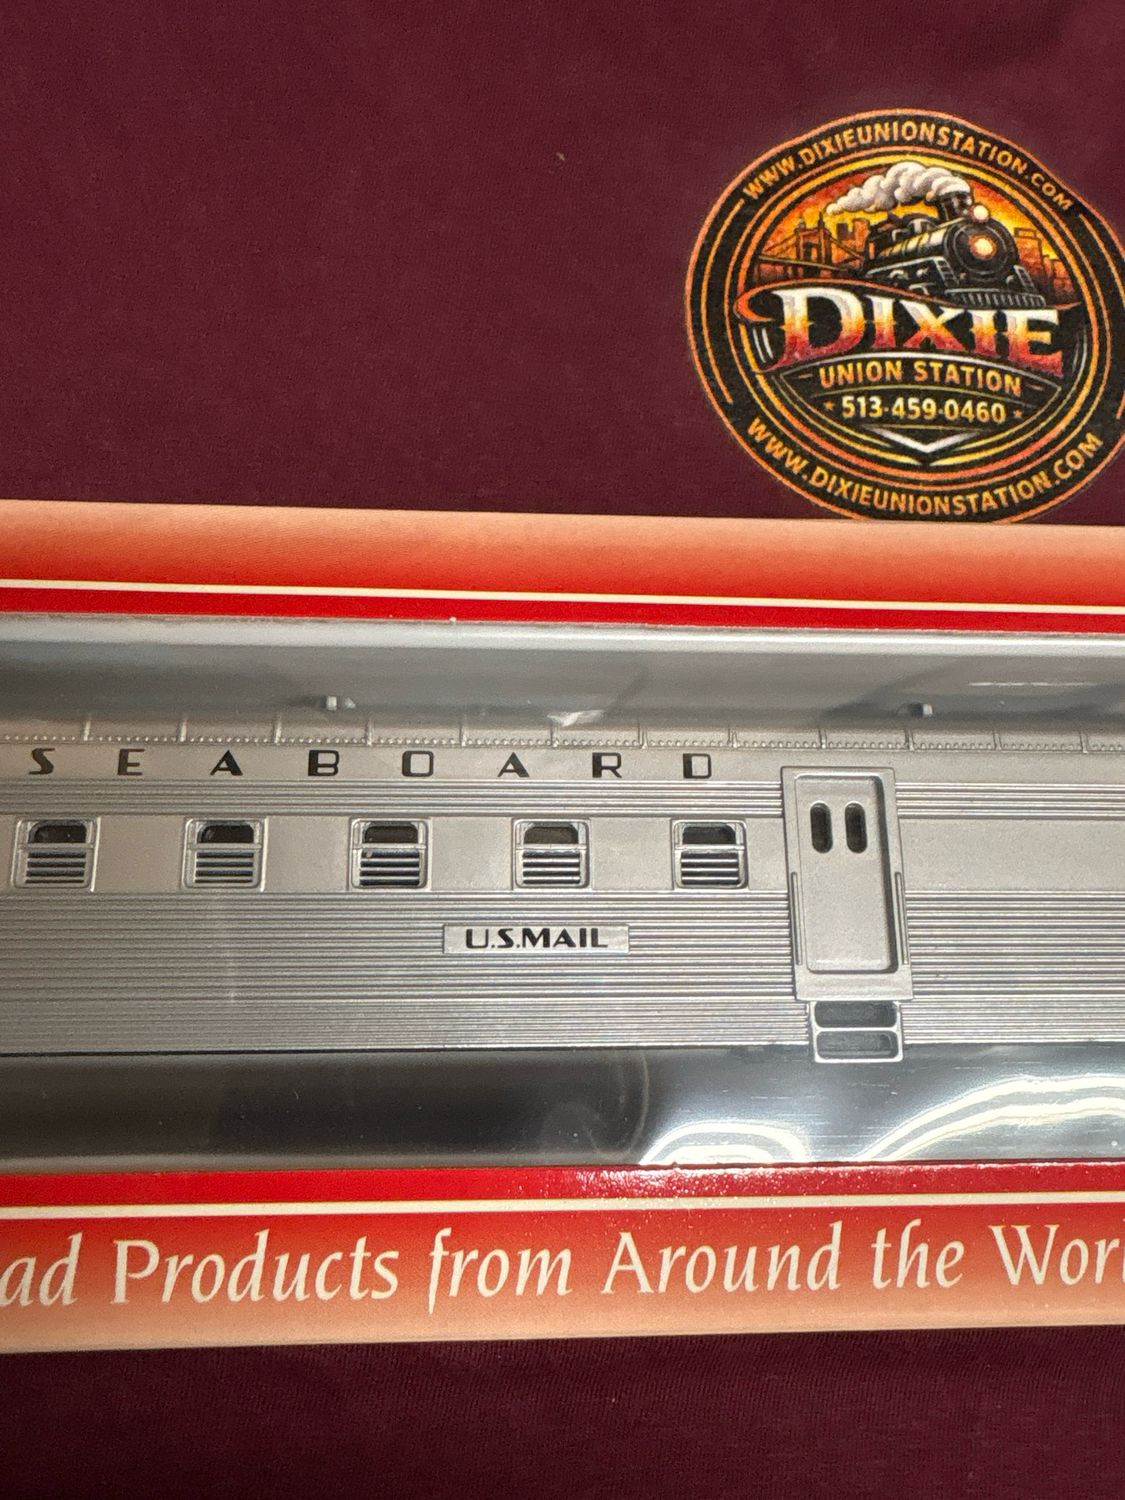 WWW.DIXIEUNIONSTATION.COM
DIXIE
UNION STATION
513-459-0460
WWW.DIXIEUNIONSTATION.COM
SEABOARD
U.S.MAIL
ad Products from Around the Worl